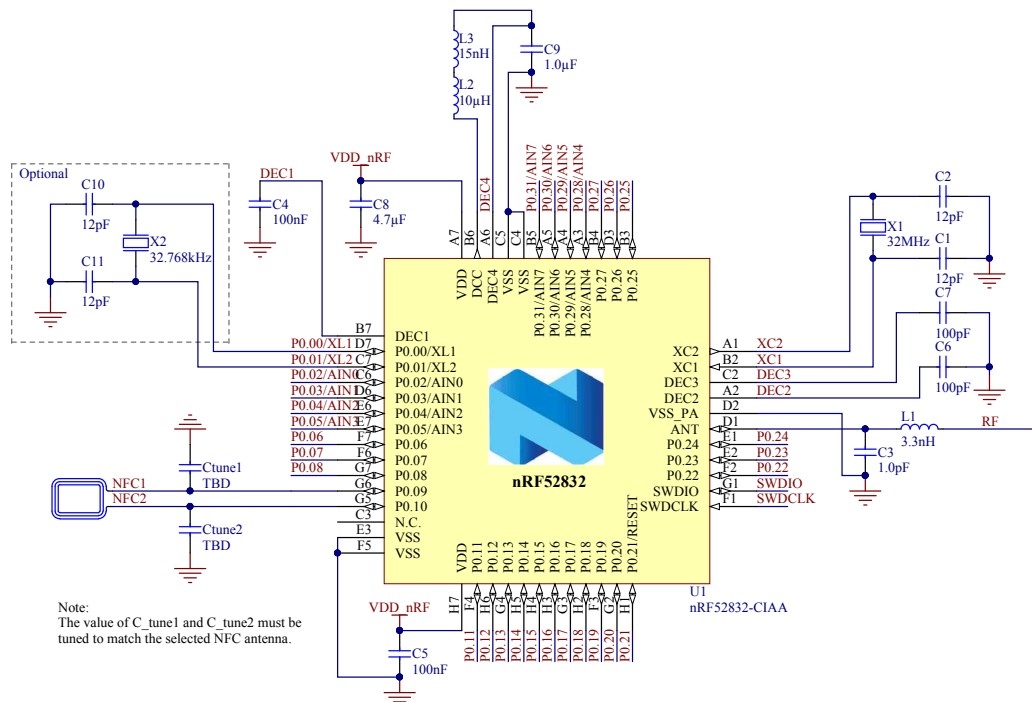 L3
15nH
L2
10µH
C9
1.0µF
Optional
C10
12pF
X2
32.768kHz
C11
12pF
DEC1
C4
100nF
VDD_nRF
C8
4.7µF
DEC4
P0.31/AIN7
P0.30/AIN6
P0.29/AIN5
P0.28/AIN4
P0.27
P0.26
P0.25
A7
B6
A6
C5
C4
B5
A5
A4
A3
B4
D3
B3
VDD
DCC
DEC4
VSS
VSS
P0.31/AIN7
P0.30/AIN6
P0.29/AIN5
P0.28/AIN4
P0.27
P0.26
P0.25
C2
12pF
X1
32MHz
C1
12pF
C7
100pF
C6
100pF
B7 DEC1
P0.00/XL1 D7 P0.00/XL1
P0.01/XL2 C7 P0.01/XL2
P0.02/AIN0 C6 P0.02/AIN0
P0.03/AIN1 D6 P0.03/AIN1
P0.04/AIN2 E6 P0.04/AIN2
P0.05/AIN3 E7 P0.05/AIN3
P0.06 F7 P0.06
P0.07 F6 P0.07
P0.08 G7 P0.08
NFC1 G6 P0.09
NFC2 G5 P0.10
C3 N.C.
E3 VSS
F5 VSS
Ctune1
TBD
Ctune2
TBD
nRF52832
XC2 A1 XC2
XC1 B2 XC1
DEC3 C2 DEC3
DEC2 A2 DEC2
VSS_PA D2
ANT D1
P0.24 E1 P0.24
P0.23 E2 P0.23
P0.22 F2 P0.22
SWDIO G1 SWDIO
SWDCLK F1 SWDCLK
L1
3.3nH
RF
C3
1.0pF
VDD
P0.11
P0.12
P0.13
P0.14
P0.15
P0.16
P0.17
P0.18
P0.19
P0.20
P0.21/RESET
H7
F4
H6
G4
H5
H4
H3
G3
H2
F3
G2
H1
P0.11
P0.12
P0.13
P0.14
P0.15
P0.16
P0.17
P0.18
P0.19
P0.20
P0.21
U1
nRF52832-CIAA
VDD_nRF
C5
100nF
Note:
The value of C_tune1 and C_tune2 must be
tuned to match the selected NFC antenna.